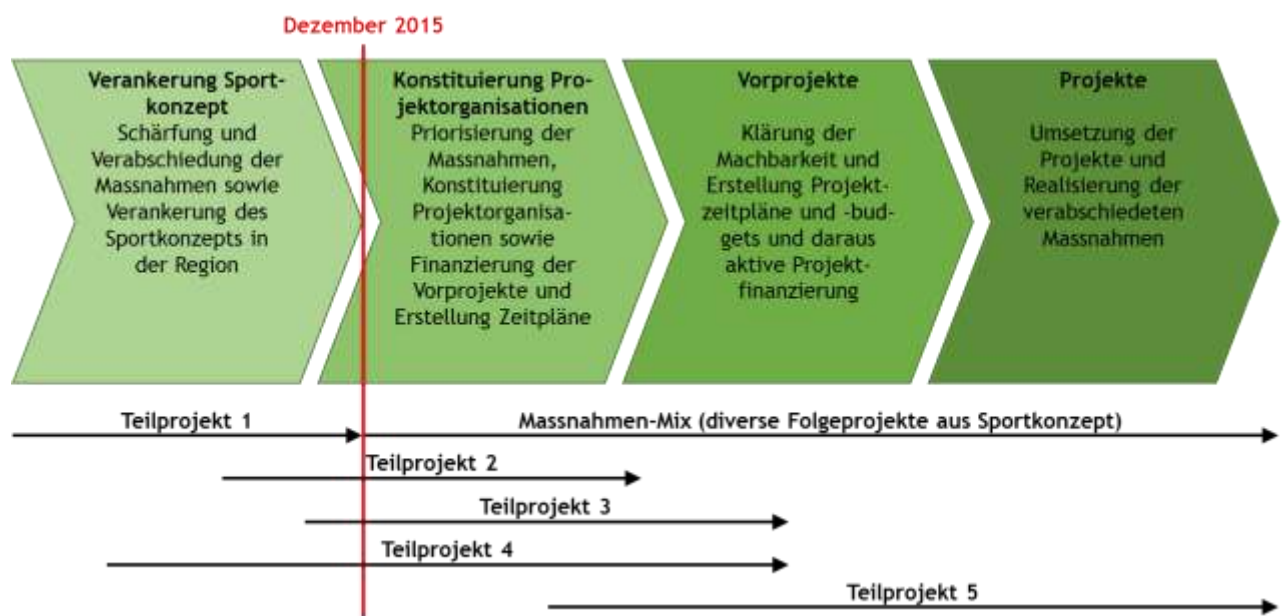 Dezember 2015
Verankerung Sport-
konzept
Schärfung und
Verabschiedung der
Massnahmen sowie
Verankerung des
Sportkonzepts in
der Region
Konstituierung Pro-
jektorganisationen
Priorisierung der
Massnahmen,
Konstituierung
Projektorganisa-
tionen sowie
Finanzierung der
Vorprojekte und
Erstellung Zeitpläne
Vorprojekte
Klärung der
Machbarkeit und
Erstellung Projekt-
zeitpläne und -bud-
gets und daraus
aktive Projekt-
finanzierung
Projekte
Umsetzung der
Projekte und
Realisierung der
verabschiedeten
Massnahmen
Teilprojekt 1
Massnahmen-Mix (diverse Folgeprojekte aus Sportkonzept)
Teilprojekt 2
Teilprojekt 3
Teilprojekt 4
Teilprojekt 5